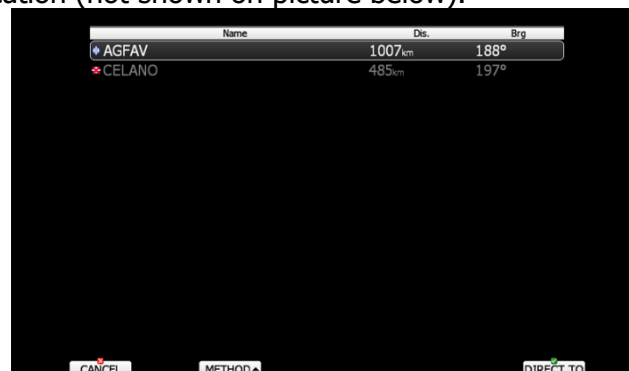 ation (not shown on picture below).
Name Dis. Brg
AGFAV 1007km 188°
CELANO 485km 197°
CANCEL METHOD DIRECT TO